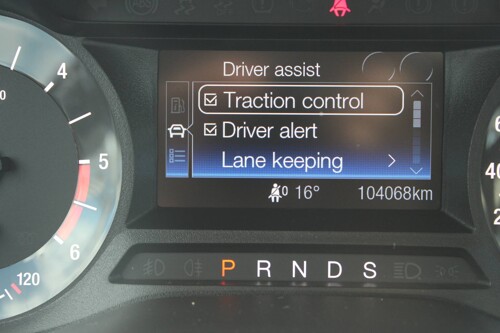 Driver assist
Traction control
Driver alert
Lane keeping
16° 104068km
P R N D S
4
5
6
120